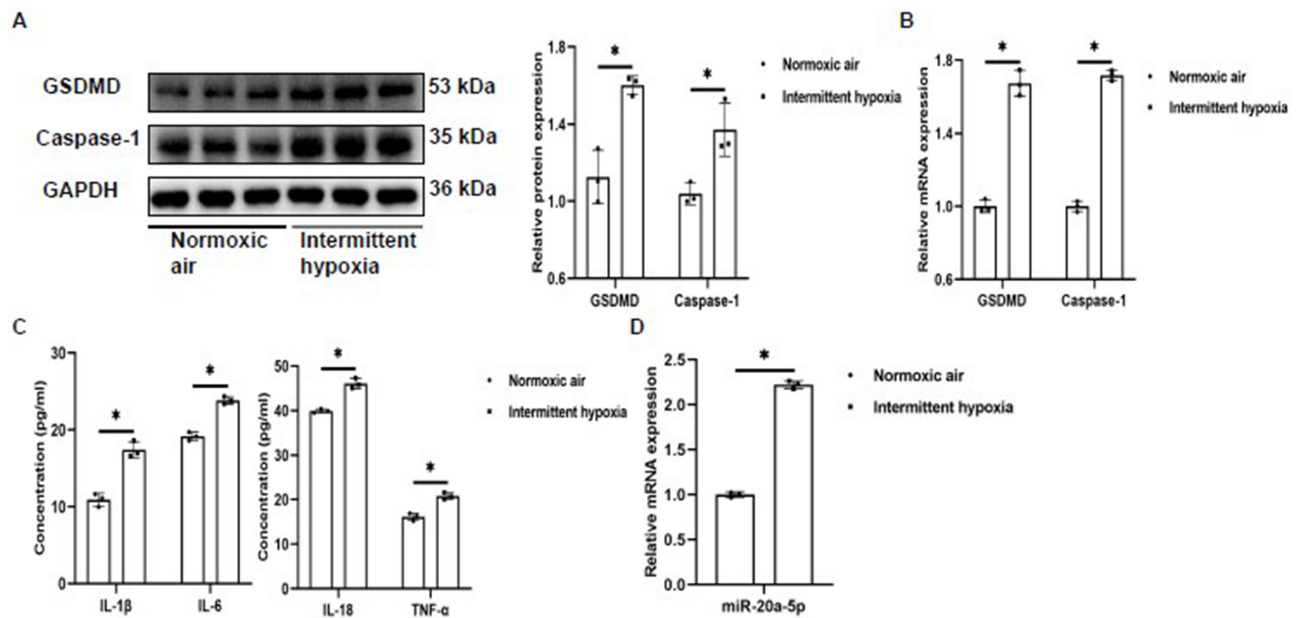 A
GSDMD
53 kDa
Caspase-1
35 kDa
GAPDH
36 kDa
Normoxic
air
Intermittent
hypoxia
Relative protein expression
1.8
1.4
1.0
0.6
*
*
GSDMD
Caspase-1
Normoxic air
Intermittent hypoxia
B
Relative mRNA expression
1.8
1.4
1.0
0.6
*
*
GSDMD
Caspase-1
Normoxic air
Intermittent hypoxia
C
Concentration (pg/ml)
30
20
10
0
*
*
IL-1β
IL-6
Concentration (pg/ml)
50
40
30
20
10
0
*
*
IL-18
TNF-α
Normoxic air
Intermittent hypoxia
D
Relative mRNA expression
2.5
2.0
1.5
1.0
0.5
0.0
*
miR-20a-5p
Normoxic air
Intermittent hypoxia